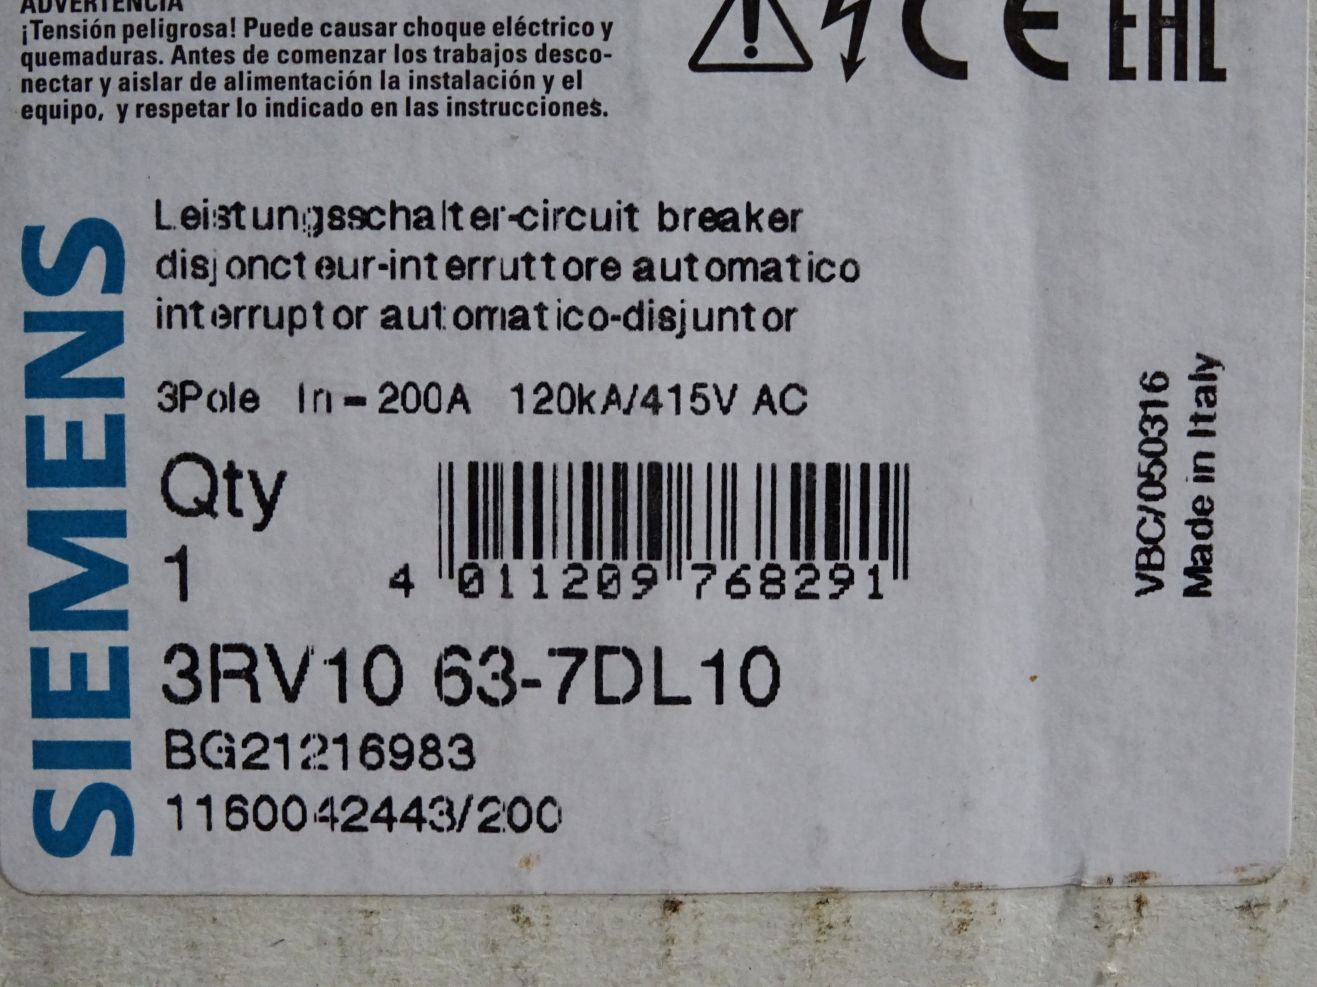 ADVERTENCIA
¡Tensión peligrosa! Puede causar choque eléctrico y
quemaduras. Antes de comenzar los trabajos desco-
nectar y aislar de alimentación la instalación y el
equipo, y respetar lo indicado en las instrucciones.
CE EAC
SIEMENS
Leistungsschalter-circuit breaker
disjoncteur-interruttore automatico
interruptor automatico-disjuntor
3Pole In=200A 120kA/415V AC
Qty
1
4 011209 768291
3RV10 63-7DL10
BG21216983
1160042443/200
VBC/050316
Made in Italy